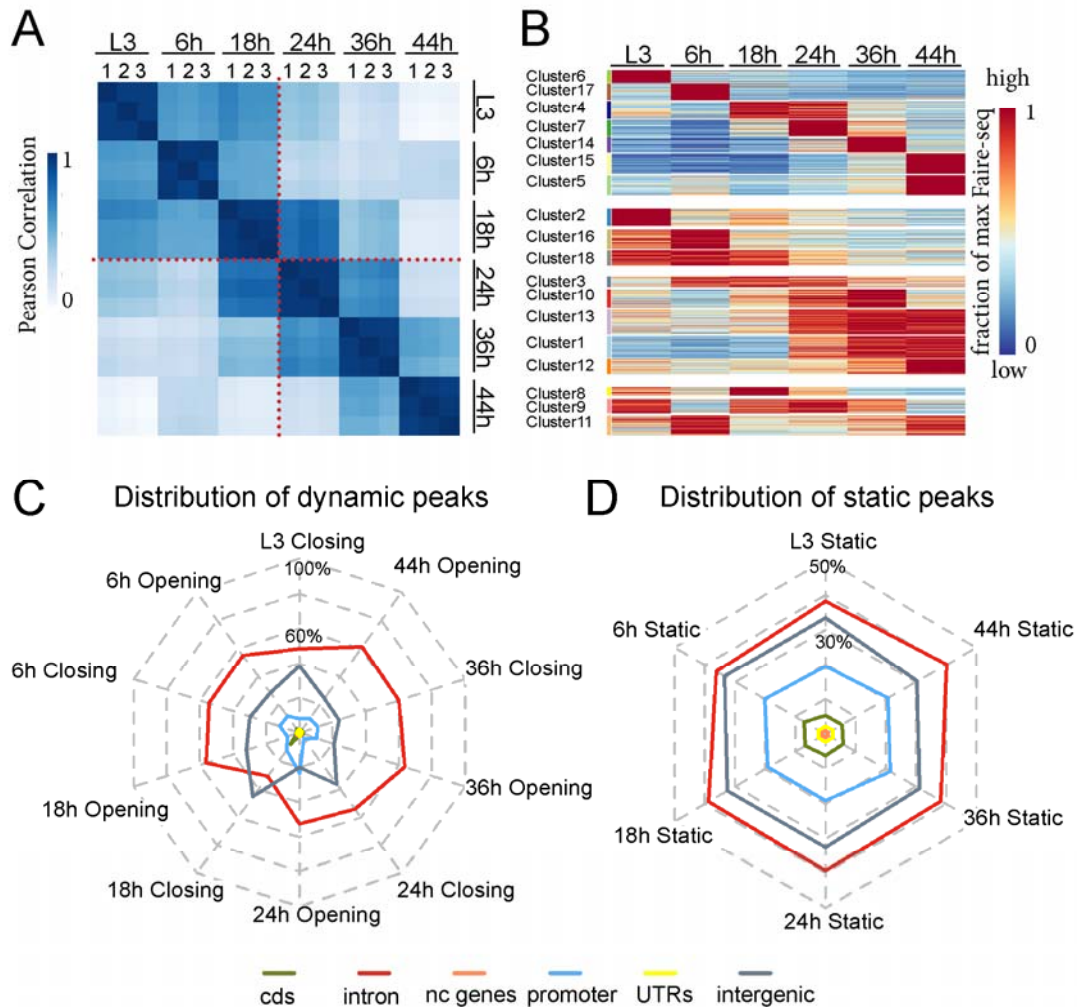 A
L3 6h 18h 24h 36h 44h
1 2 3 1 2 3 1 2 3 1 2 3 1 2 3 1 2 3
L3
6h
18h
24h
36h
44h
Pearson Correlation
1
0
B
L3 6h 18h 24h 36h 44h
Cluster6
Cluster17
Cluster4
Cluster7
Cluster14
Cluster15
Cluster5
Cluster2
Cluster16
Cluster18
Cluster3
Cluster10
Cluster13
Cluster1
Cluster12
Cluster8
Cluster9
Cluster11
high
1
fraction of max Faire-seq
0
low
C
Distribution of dynamic peaks
L3 Closing
100%
60%
44h Opening
36h Closing
36h Opening
24h Closing
24h Opening
18h Closing
18h Opening
6h Closing
6h Opening
D
Distribution of static peaks
L3 Static
50%
30%
44h Static
36h Static
24h Static
18h Static
6h Static
cds intron nc genes promoter UTRs intergenic